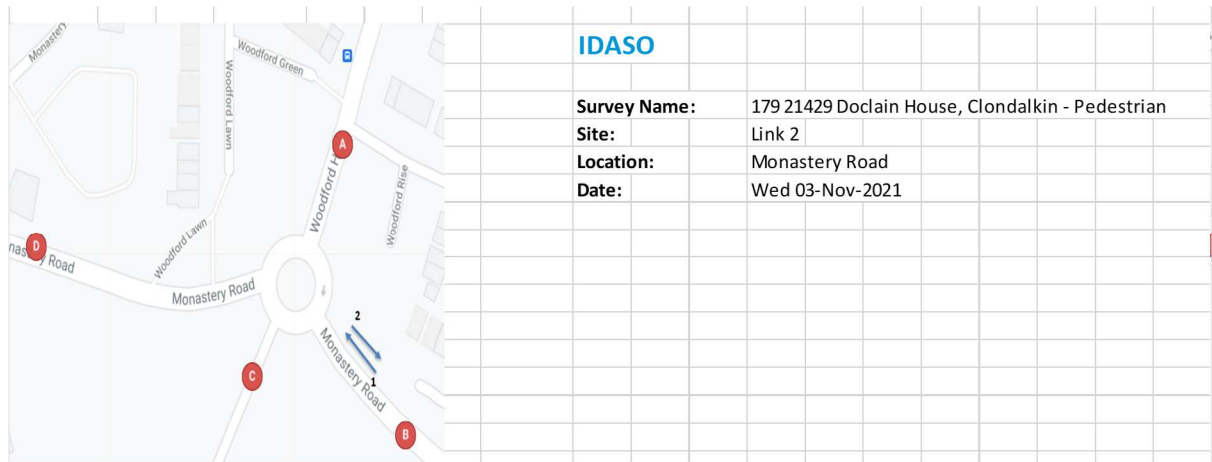 Monastery
Woodford Green
Woodford Lawn
A
Woodford H
Woodford Rise
Woodford Lawn
D
Road
Monastery Road
2
1
Monastery Road
C
B
IDASO
Survey Name: 179 21429 Doclain House, Clondalkin - Pedestrian
Site: Link 2
Location: Monastery Road
Date: Wed 03-Nov-2021